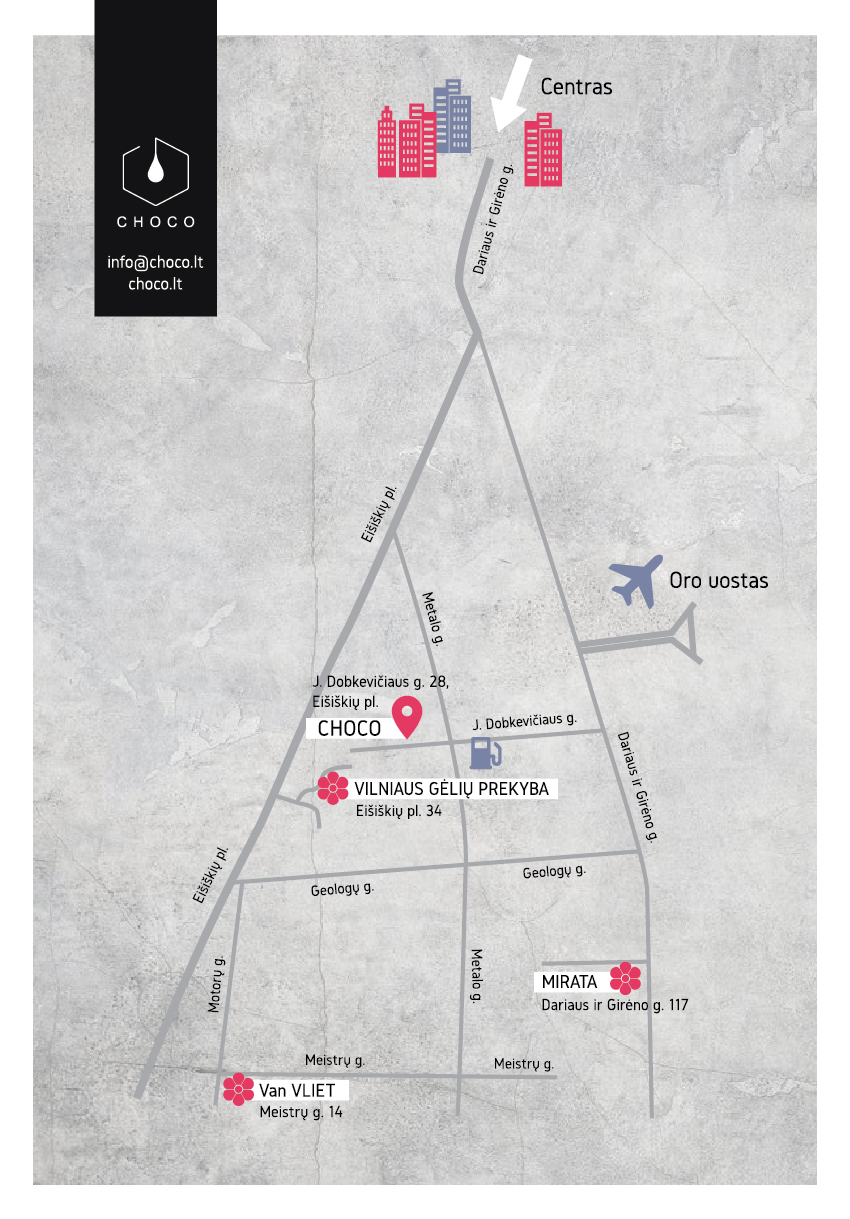 CHOCO
info@choco.lt
choco.lt
Centras
Dariaus ir Girėno g.
Eišiškių pl.
Oro uostas
Metalo g.
J. Dobkevičiaus g. 28,
Eišiškių pl.
CHOCO
J. Dobkevičiaus g.
Dariaus ir Girėno g.
VILNIAUS GĖLIŲ PREKYBA
Eišiškių pl. 34
Eišiškių pl.
Geologų g.
Geologų g.
Motorų g.
Metalo g.
MIRATA
Dariaus ir Girėno g. 117
Meistrų g.
Meistrų g.
Van VLIET
Meistrų g. 14